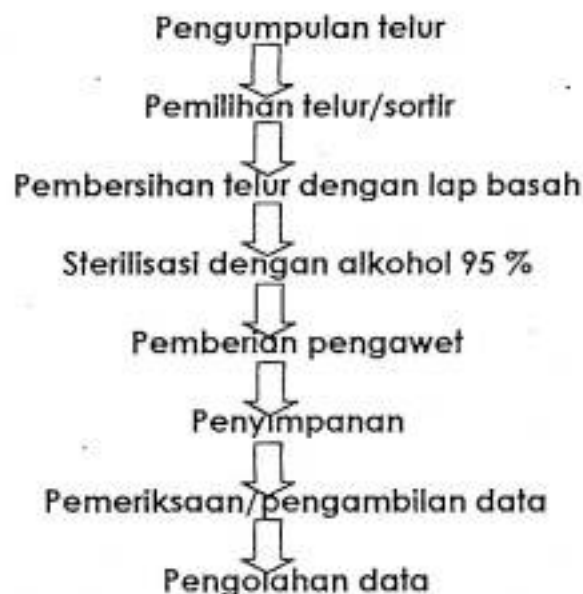 Pengumpulan telur
Pemilihan telur/sortir
Pembersihan telur dengan lap basah
Sterilisasi dengan alkohol 95 %
Pemberian pengawet
Penyimpanan
Pemeriksaan/pengambilan data
Pengolahan data